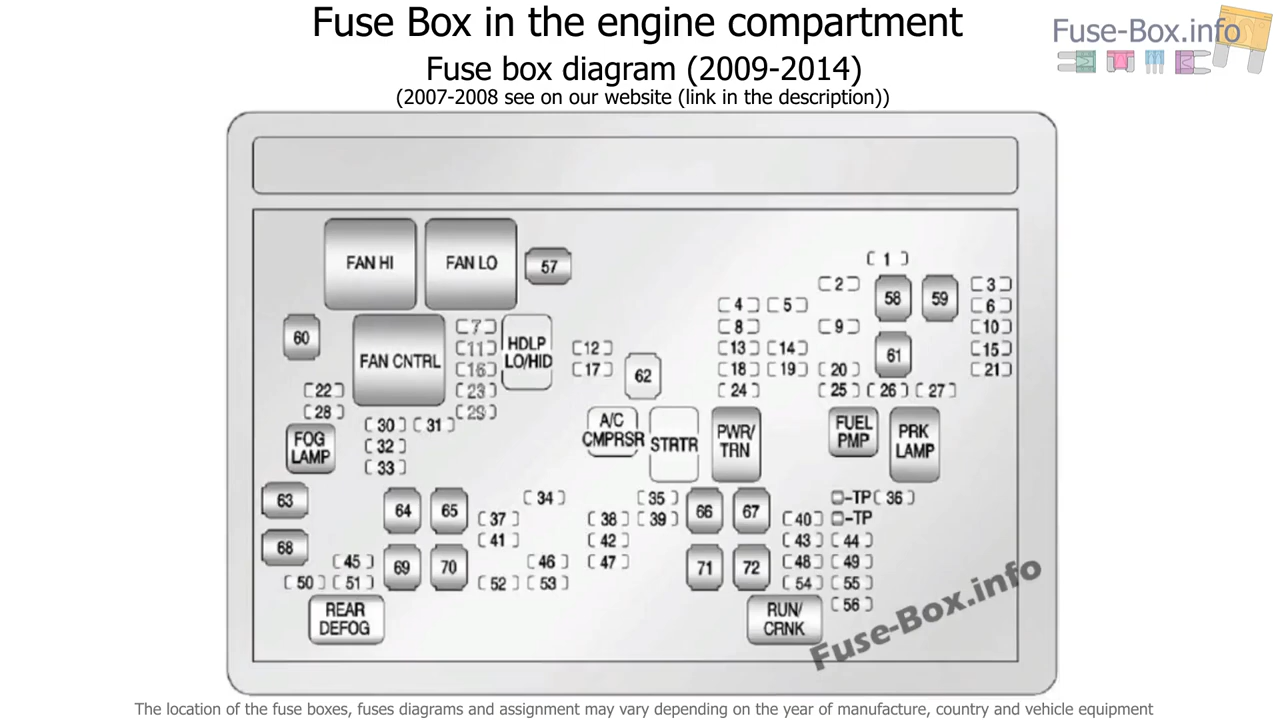 Fuse Box in the engine compartment
Fuse-Box.info
Fuse box diagram (2009-2014)
(2007-2008 see on our website (link in the description))
FAN HI FAN LO 57
1
2 58 59 3
4 5 6
60 FAN CNTRL 7 HDLP LO/HID 8 9 10
11 12 13 14 61 15
16 17 62 18 19 20 21
22 23 24 25 26 27
28 29
FOG LAMP 30 31 A/C CMPRSR STRTR PWR/ TRN FUEL PMP PRK LAMP
32
33
63 64 65 34 35 66 67 -TP 36
37 38 39 40 -TP
68 69 70 41 42 71 72 43 44
45 46 47 48 49
50 51 52 53 54 55
REAR DEFOG RUN/ CRNK 56
Fuse-Box.info
The location of the fuse boxes, fuses diagrams and assignment may vary depending on the year of manufacture, country and vehicle equipment